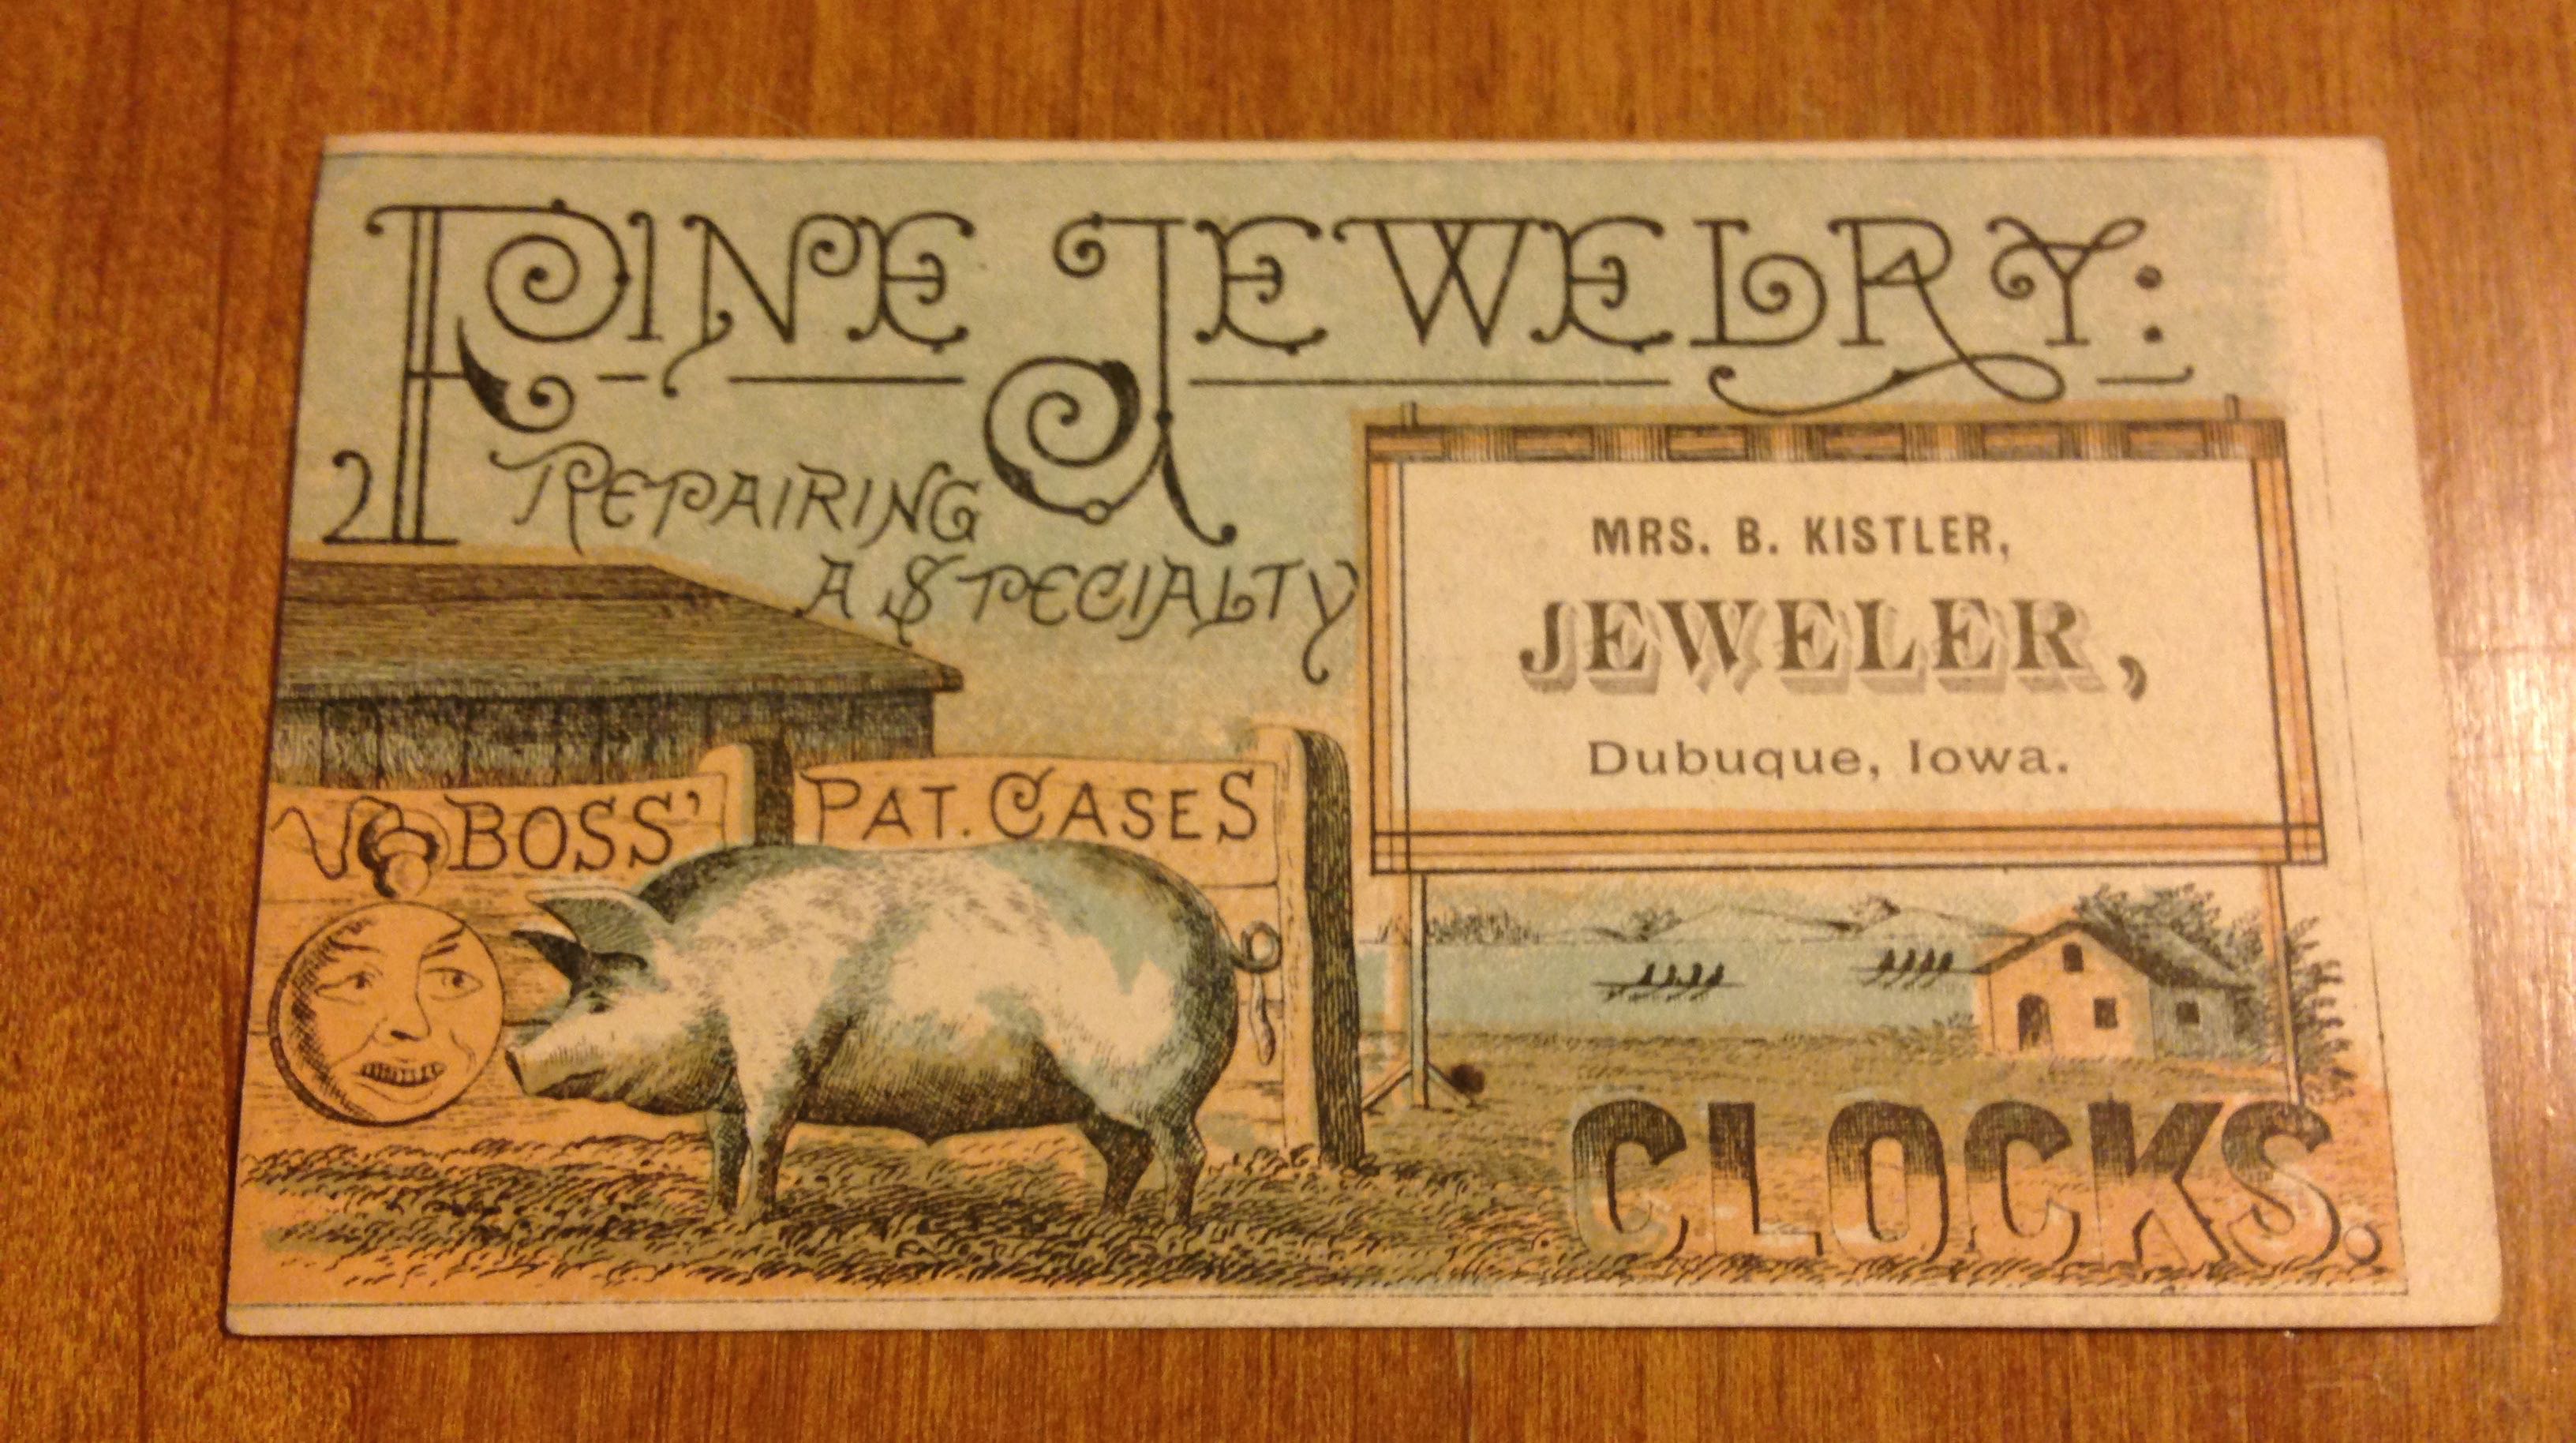 FINE JEWELRY:
REPAIRING
A SPECIALTY
MRS. B. KISTLER,
JEWELER,
Dubuque, Iowa.
BOSS' PAT. CASES
CLOCKS.